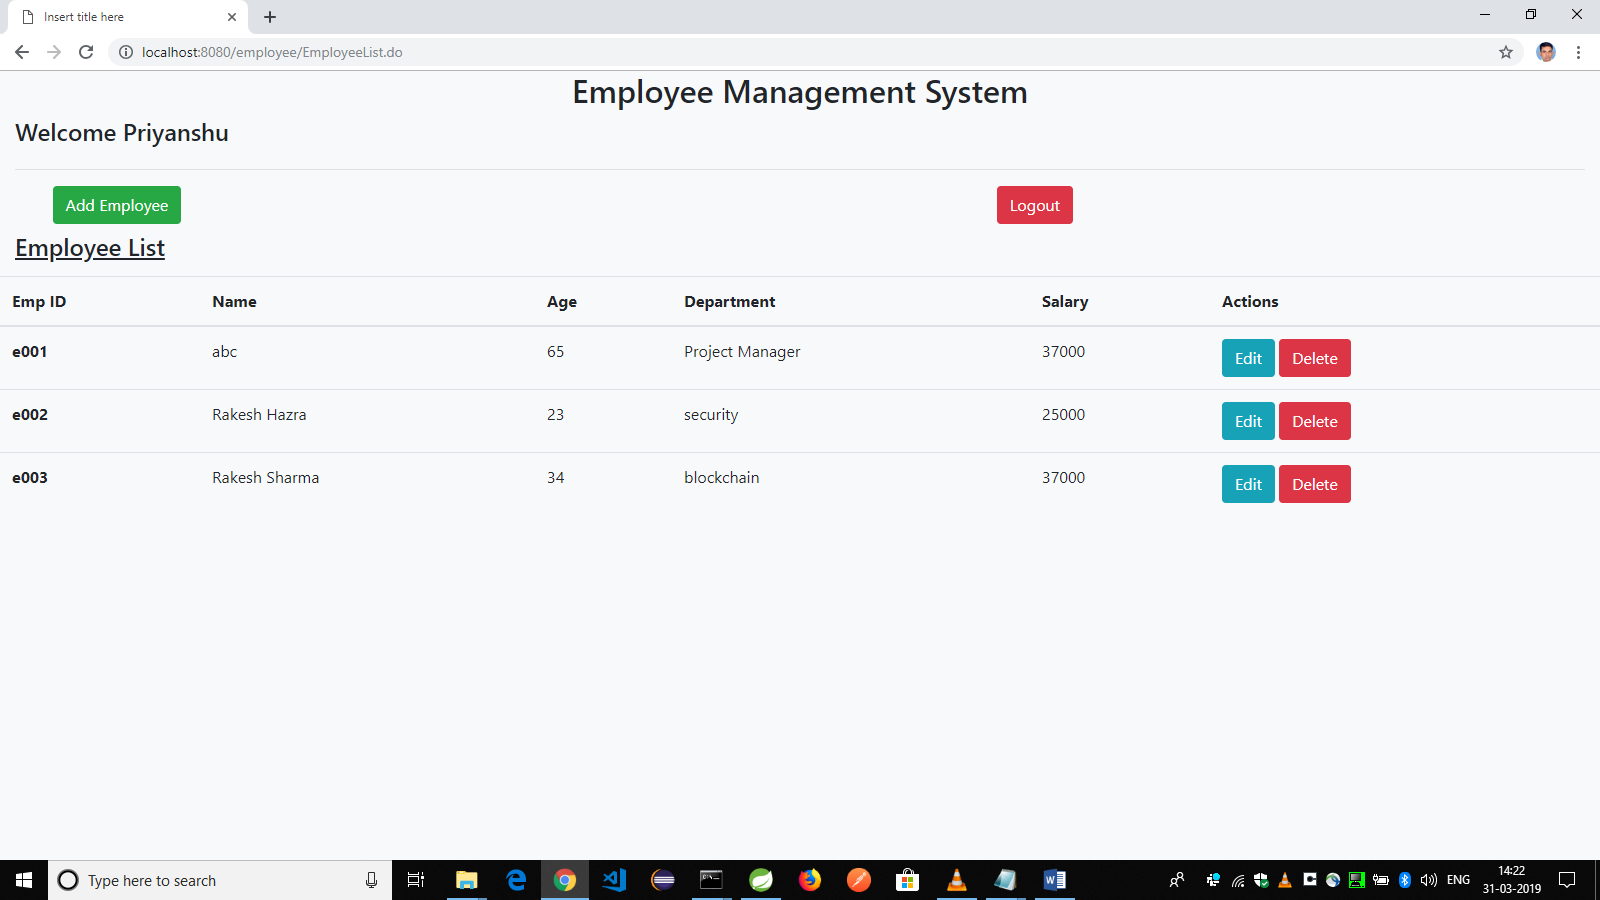 Insert title here
localhost:8080/employee/EmployeeList.do
Employee Management System
Welcome Priyanshu
Add Employee Logout
Employee List
Emp ID Name Age Department Salary Actions
e001 abc 65 Project Manager 37000 Edit Delete
e002 Rakesh Hazra 23 security 25000 Edit Delete
e003 Rakesh Sharma 34 blockchain 37000 Edit Delete
Type here to search
ENG
14:22
31-03-2019